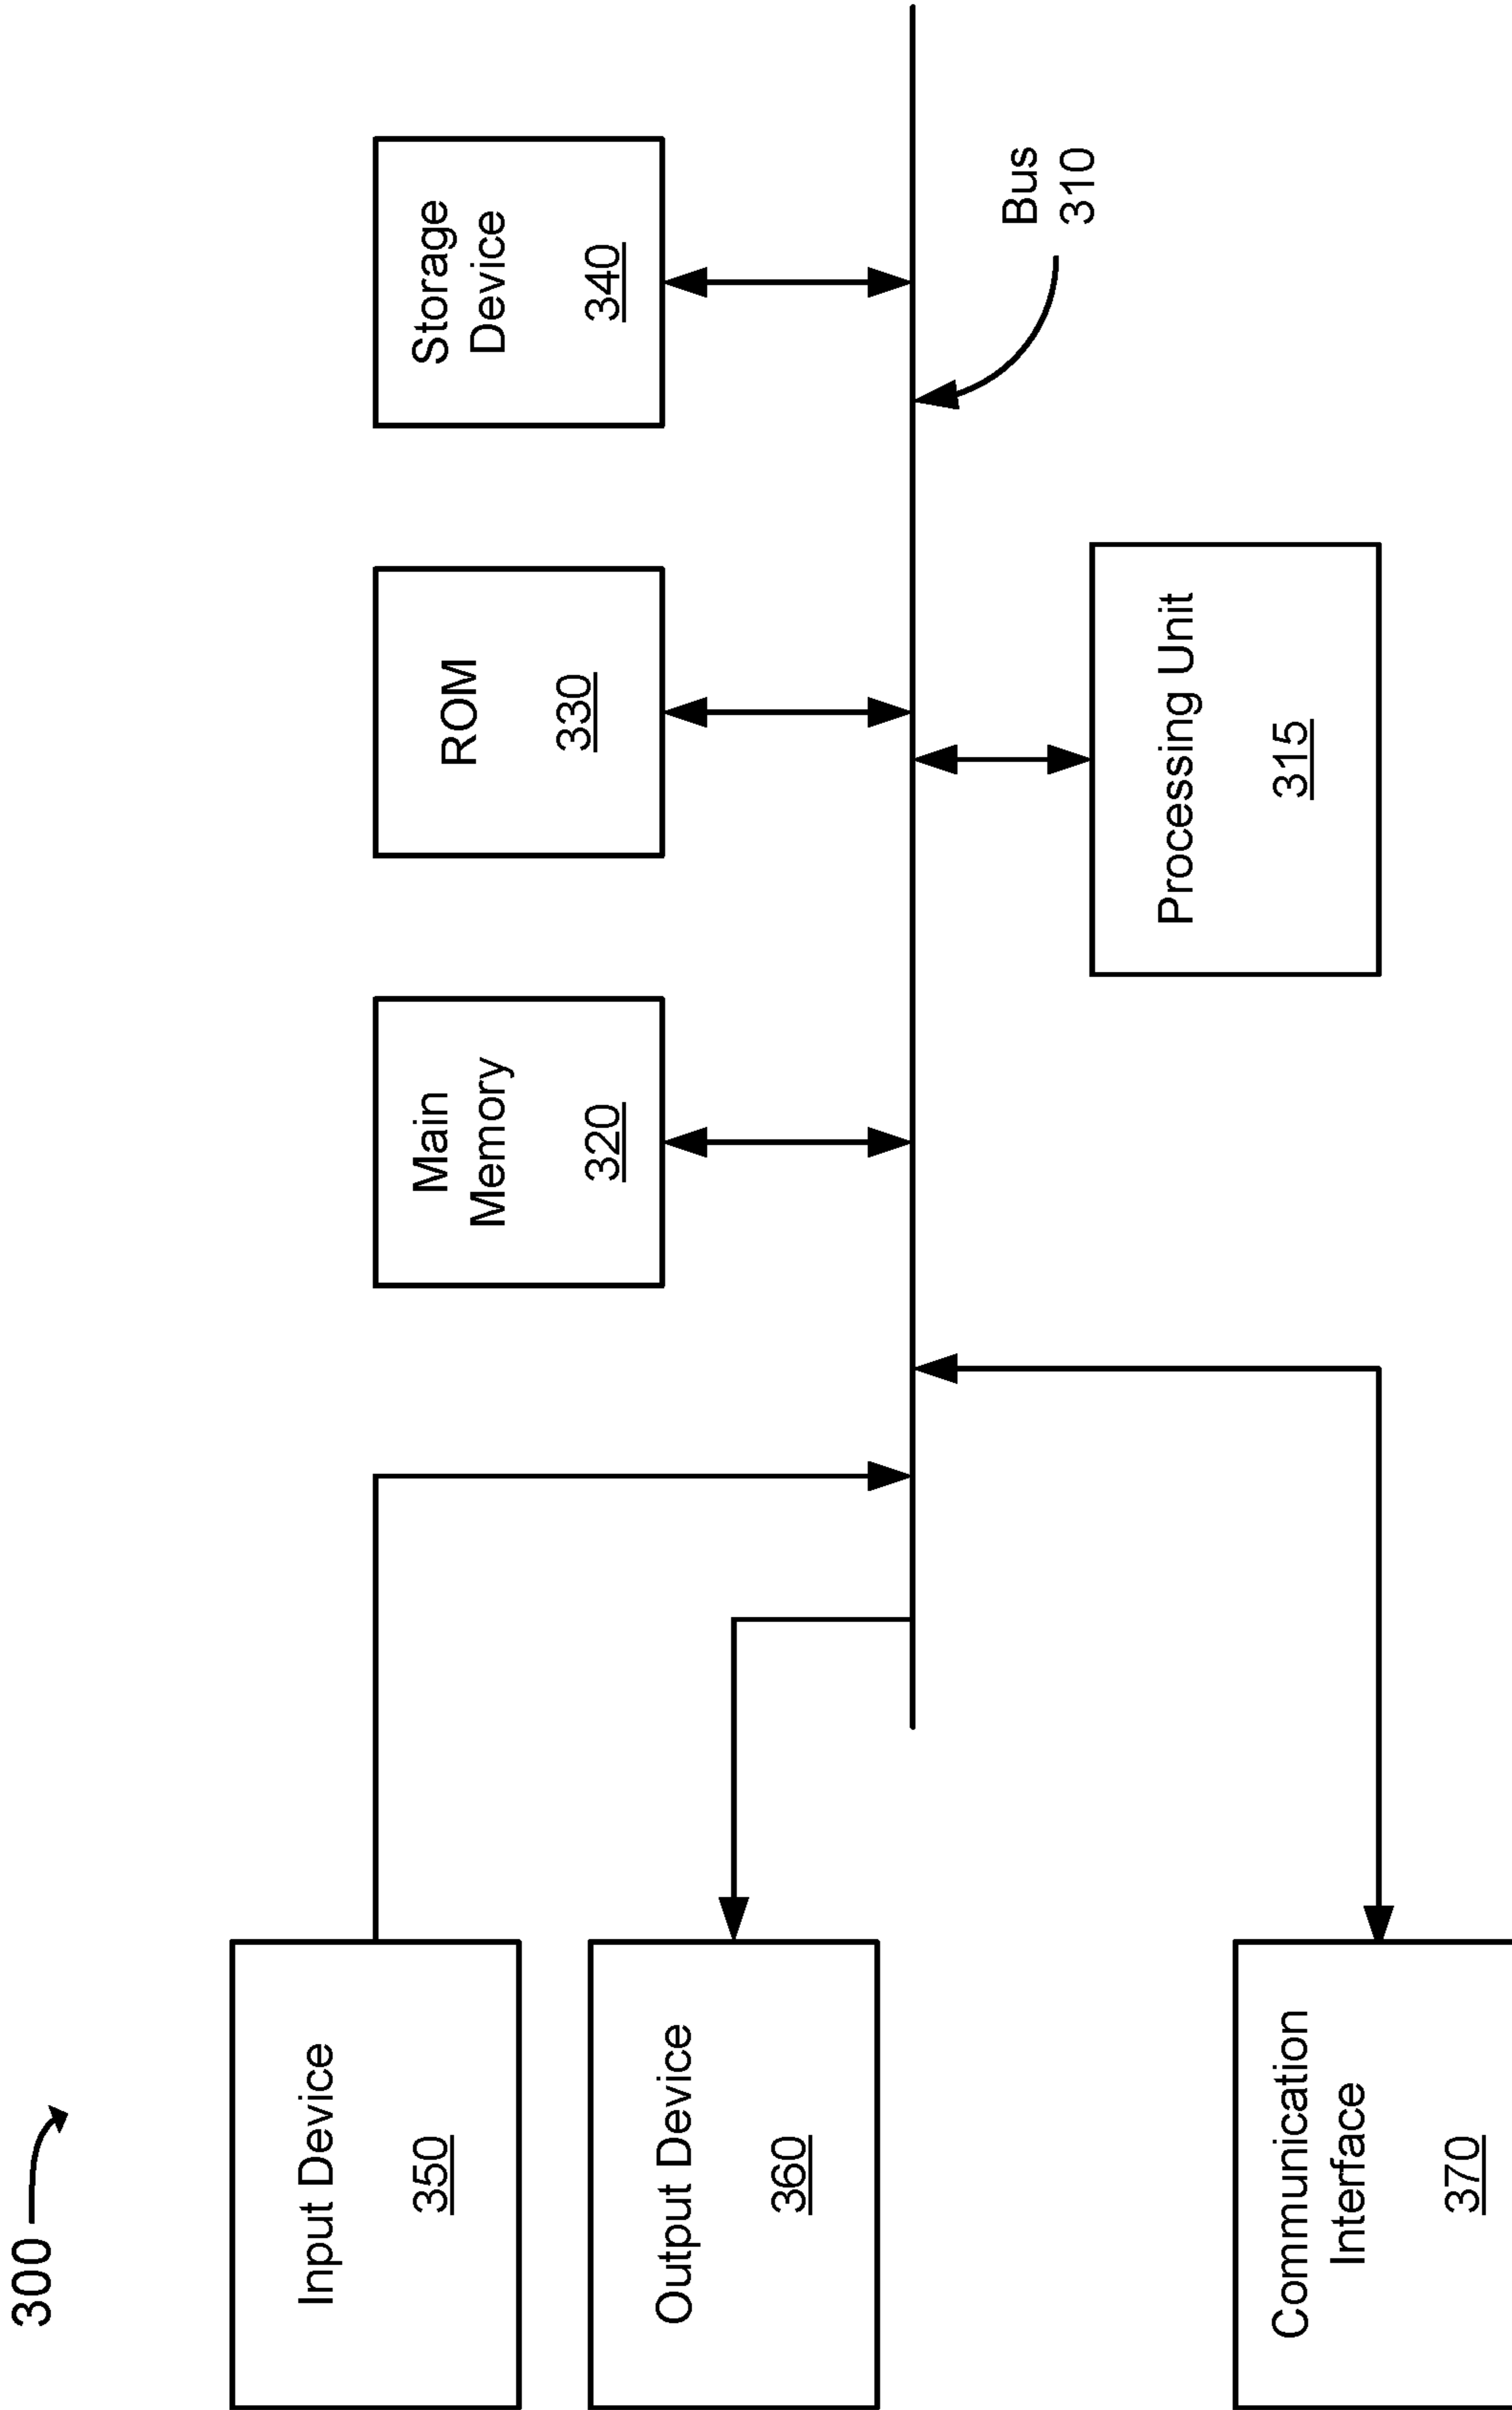 300
Input Device
350
Output Device
360
Communication
Interface
370
Main
Memory
320
ROM
330
Storage
Device
340
Processing Unit
315
Bus
310